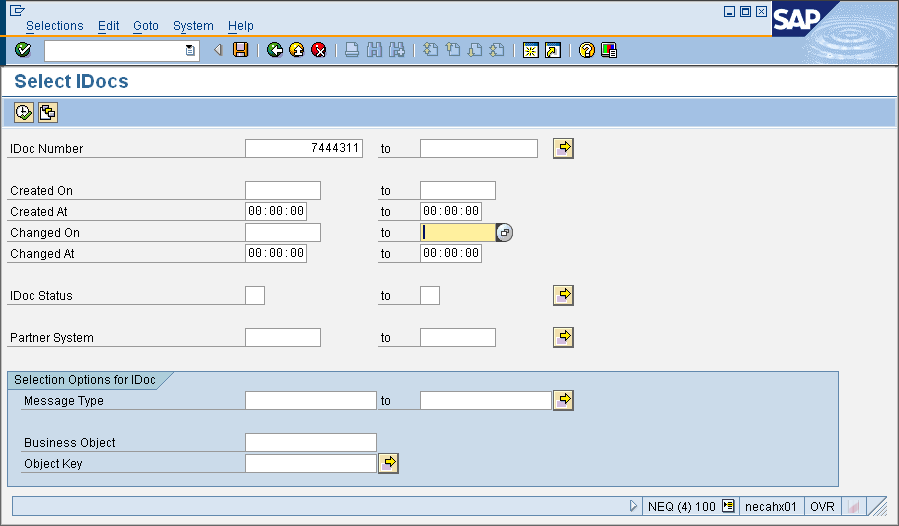 Selections Edit Goto System Help
SAP
Select IDocs
IDoc Number 7444311 to
Created On to
Created At 00:00:00 to 00:00:00
Changed On to
Changed At 00:00:00 to 00:00:00
IDoc Status to
Partner System to
Selection Options for IDoc
Message Type to
Business Object
Object Key
NEQ (4) 100 necahx01 OVR